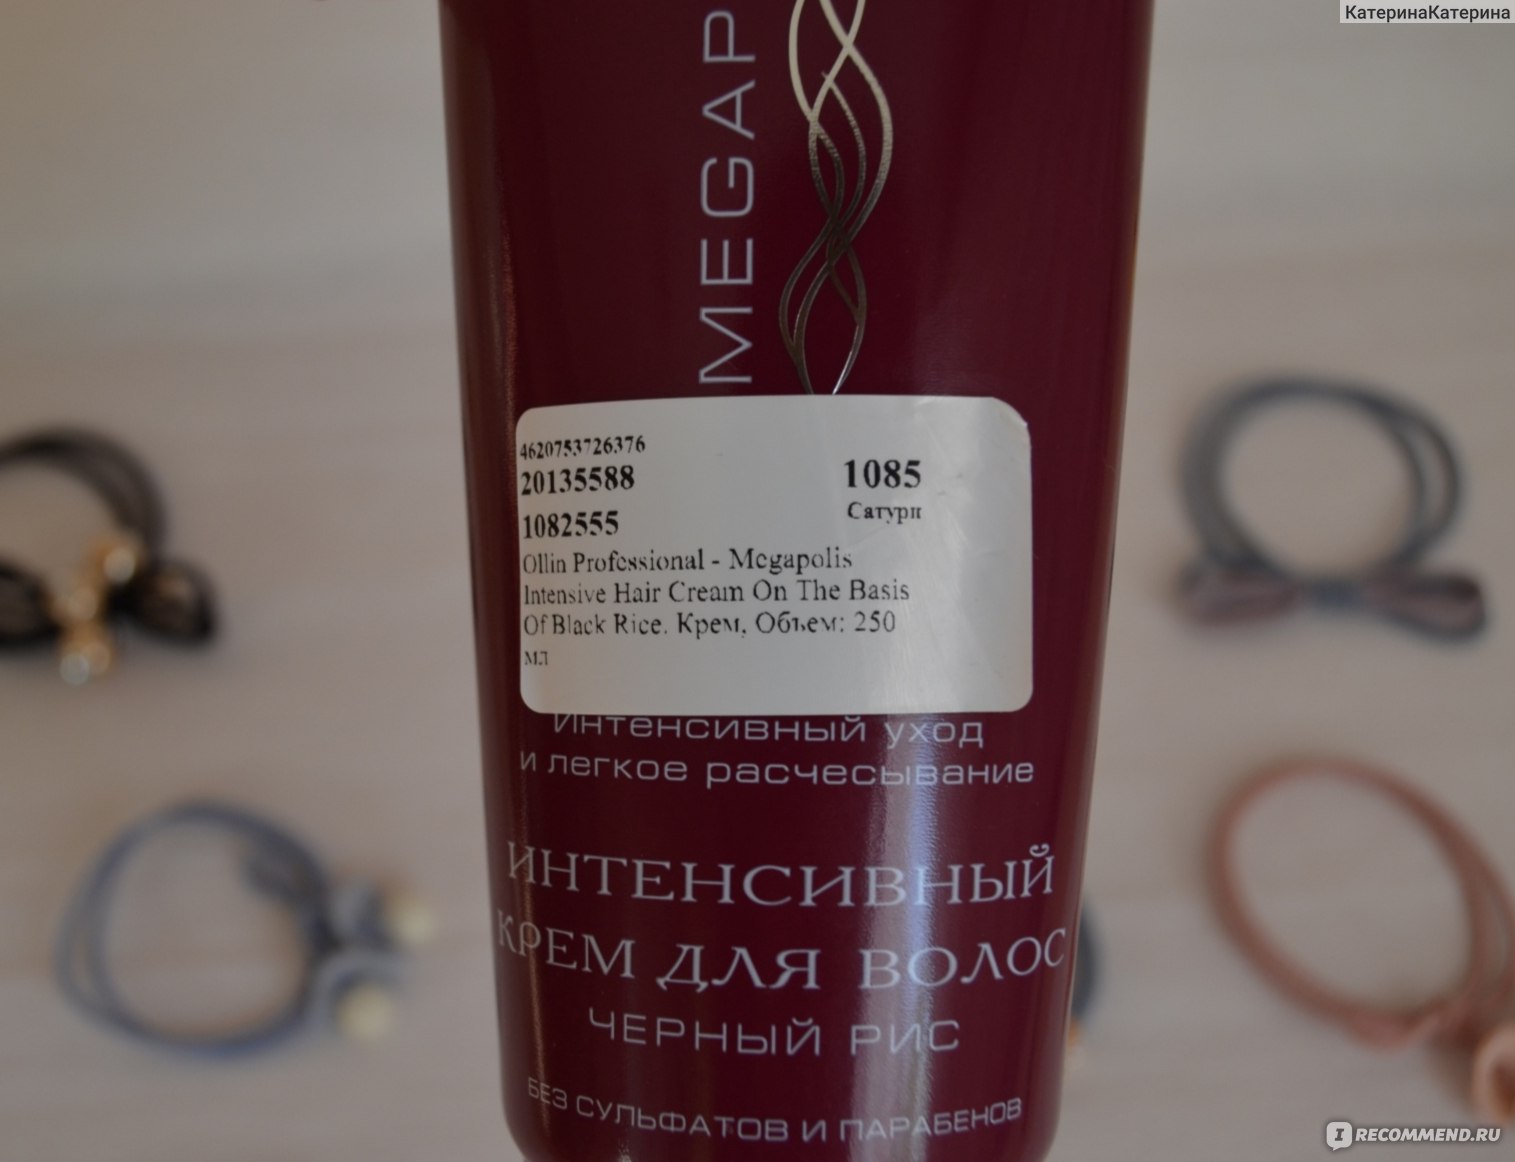 КатеринаКатерина
MEGAP
4620753726376
20135588
1085
Сатурн
1082555
Ollin Professional - Megapolis
Intensive Hair Cream On The Basis
Of Black Rice. Крем, Объем: 250
мл
Интенсивный уход
и легкое расчесывание
ИНТЕНСИВНЫЙ
КРЕМ ДЛЯ ВОЛОС
ЧЕРНЫЙ РИС
БЕЗ СУЛЬФАТОВ И ПАРАБЕНОВ
IRECOMMEND.RU